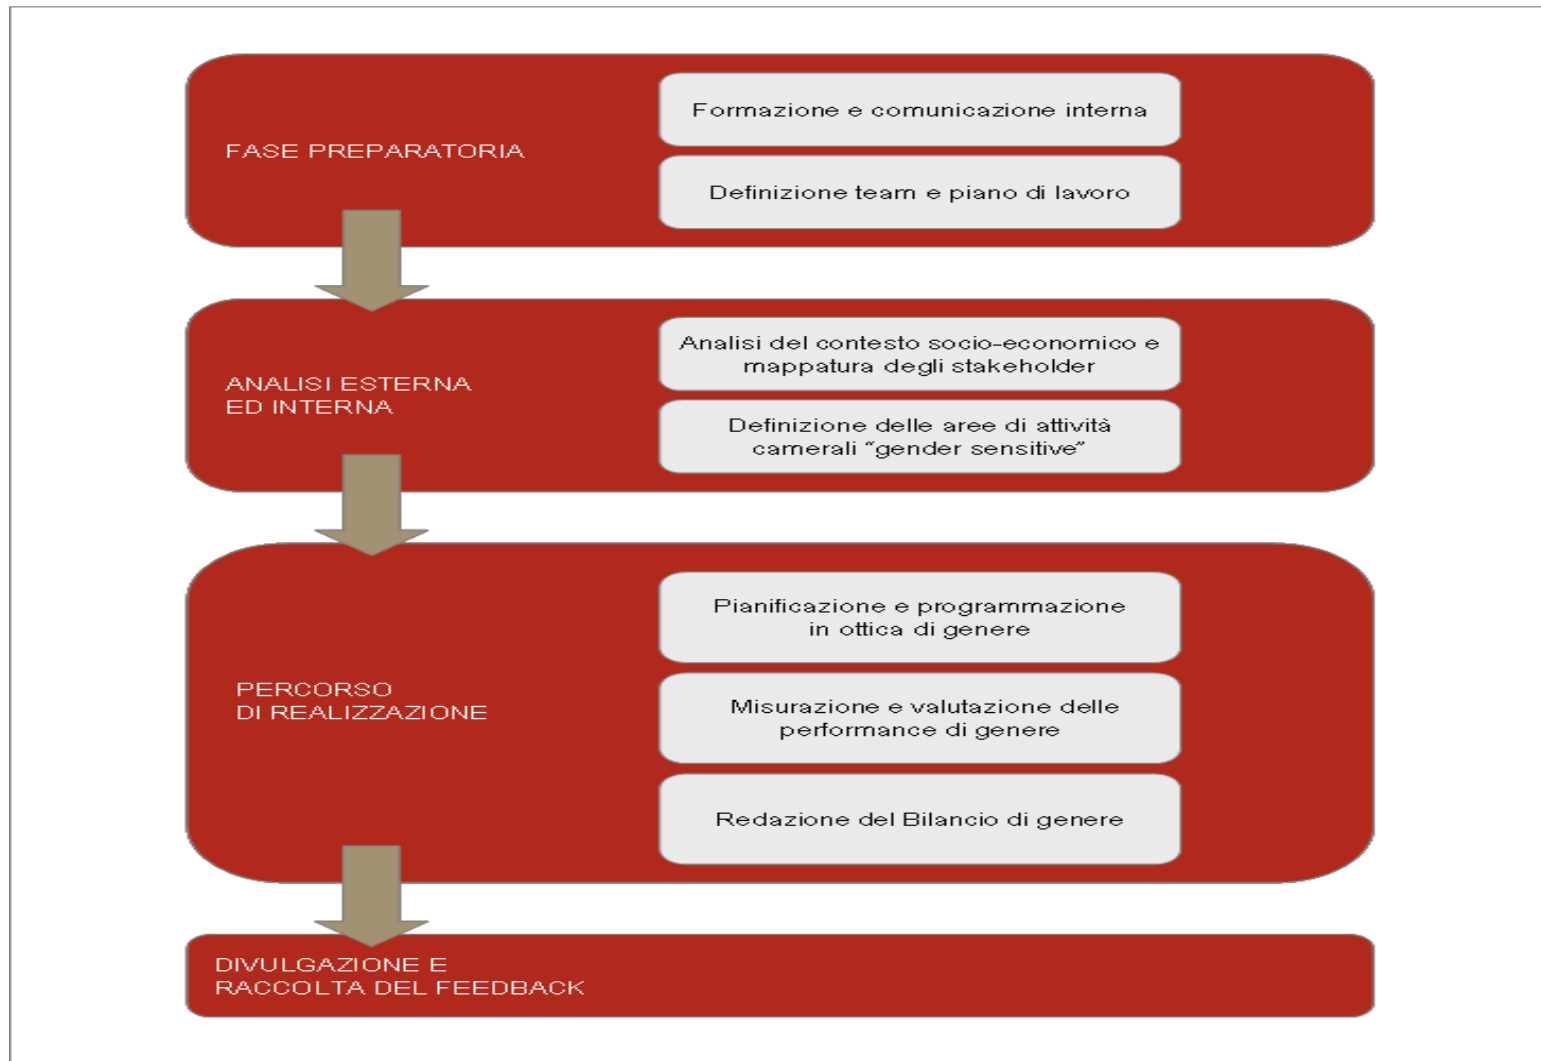 FASE PREPARATORIA
Formazione e comunicazione interna
Definizione team e piano di lavoro
ANALISI ESTERNA
ED INTERNA
Analisi del contesto socio-economico e
mappatura degli stakeholder
Definizione delle aree di attività
camerali “gender sensitive”
PERCORSO
DI REALIZZAZIONE
Pianificazione e programmazione
in ottica di genere
Misurazione e valutazione delle
performance di genere
Redazione del Bilancio di genere
DIVULGAZIONE E
RACCOLTA DEL FEEDBACK